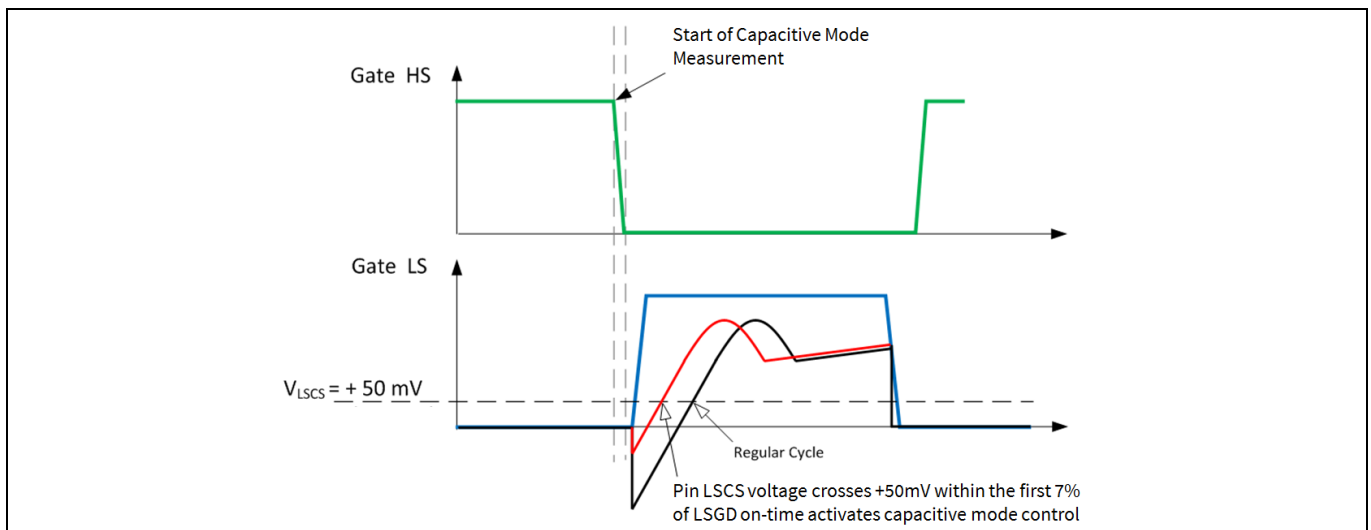 Start of Capacitive Mode
Measurement
Gate HS
Gate LS
VLSCS = + 50 mV
Regular Cycle
Pin LSCS voltage crosses +50mV within the first 7%
of LSGD on-time activates capacitive mode control